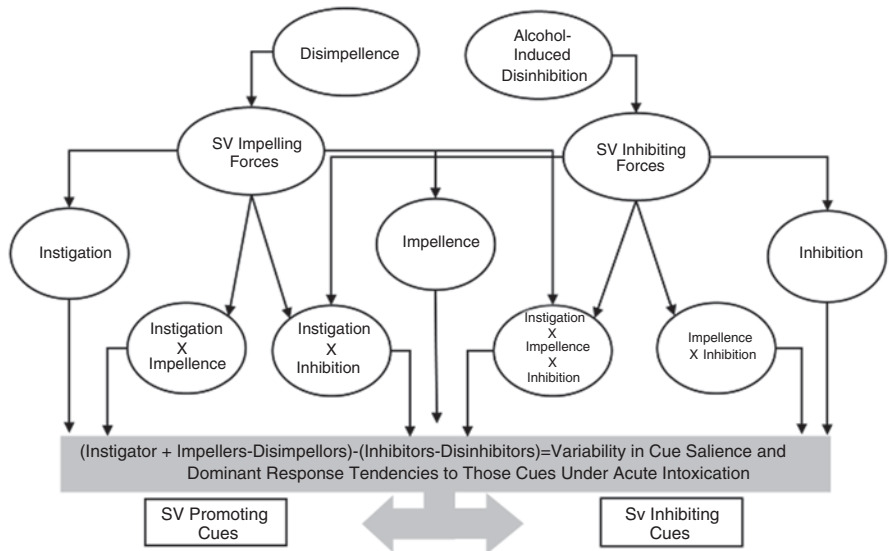 Disimpellence
Alcohol-
Induced
Disinhibition
SV Impelling
Forces
SV Inhibiting
Forces
Instigation
Impellence
Inhibition
Instigation
X
Impellence
Instigation
X
Inhibition
Instigation
X
Impellence
X
Inhibition
Impellence
X Inhibition
(Instigator + Impellers-Disimpellors)-(Inhibitors-Disinhibitors)=Variability in Cue Salience and
Dominant Response Tendencies to Those Cues Under Acute Intoxication
SV Promoting
Cues
Sv Inhibiting
Cues